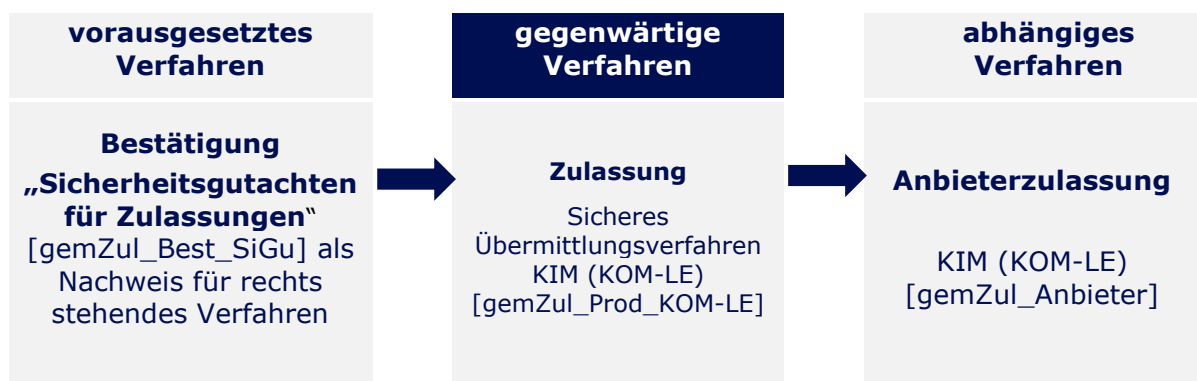 vorausgesetztes
Verfahren
gegenwärtige
Verfahren
abhängiges
Verfahren
Bestätigung
„Sicherheitsgutachten
für Zulassungen“
[gemZul_Best_SiGu] als
Nachweis für rechts
stehendes Verfahren
Zulassung
Sicheres
Übermittlungsverfahren
KIM (KOM-LE)
[gemZul_Prod_KOM-LE]
Anbieterzulassung
KIM (KOM-LE)
[gemZul_Anbieter]